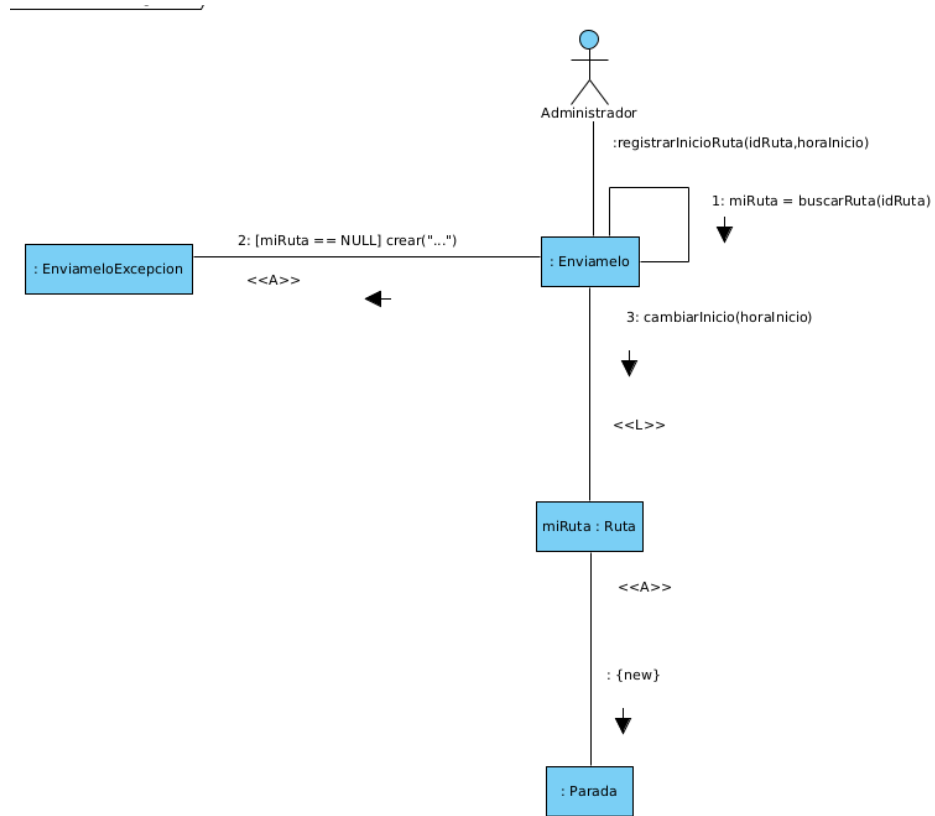 Administrador
:registrarInicioRuta(idRuta,horaInicio)
1: miRuta = buscarRuta(idRuta)
2: [miRuta == NULL] crear("...")
: EnviameloExcepcion
: Enviamelo
<<A>>
3: cambiarInicio(horaInicio)
<<L>>
miRuta : Ruta
<<A>>
: {new}
: Parada